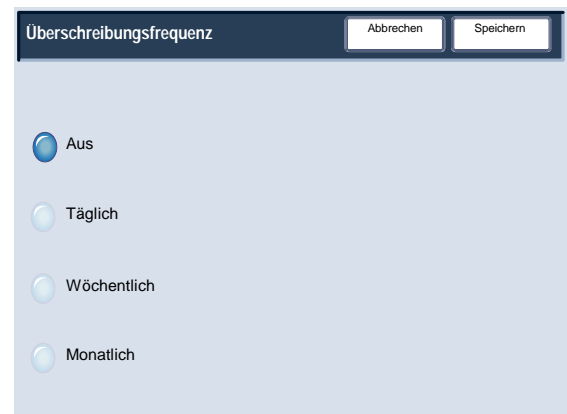 Überschreibungsfrequenz Abbrechen Speichern
Aus
Täglich
Wöchentlich
Monatlich